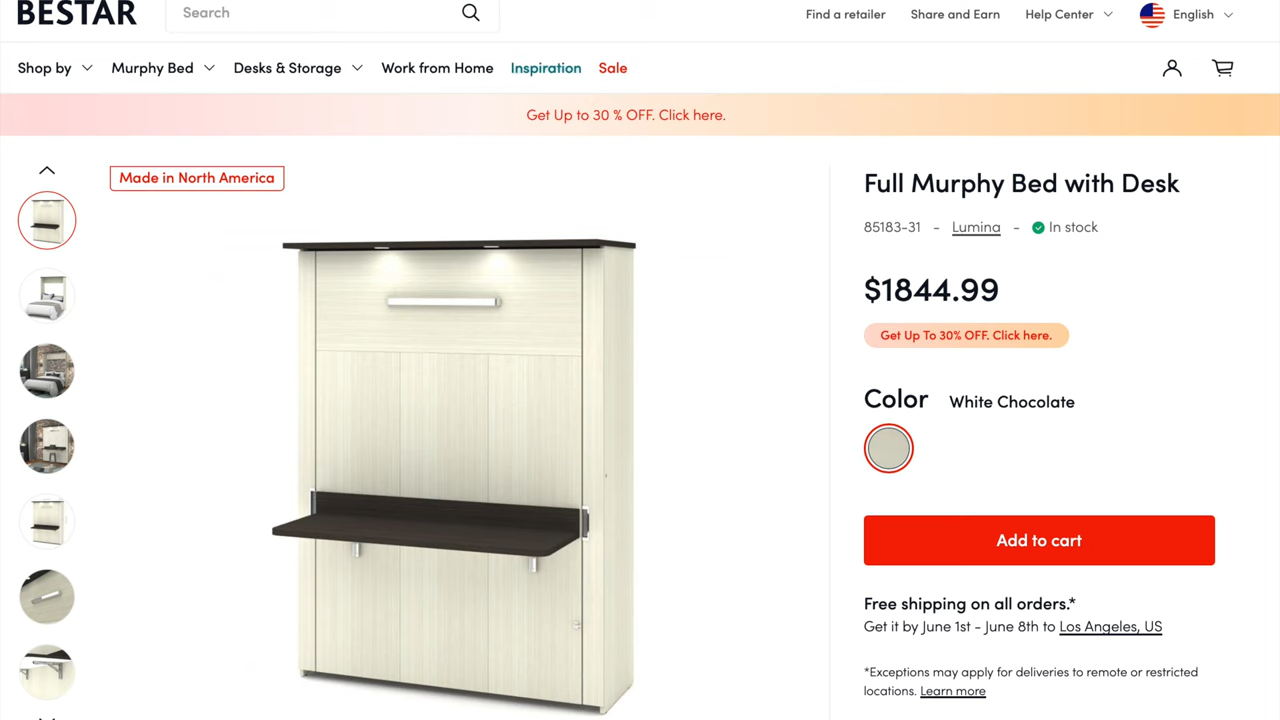 BESTAR
Search
Find a retailer
Share and Earn
Help Center
English
Shop by
Murphy Bed
Desks & Storage
Work from Home
Inspiration
Sale
Get Up to 30 % OFF. Click here.
Made in North America
Full Murphy Bed with Desk
85183-31 - Lumina - In stock
$1844.99
Get Up To 30% OFF. Click here.
Color White Chocolate
Add to cart
Free shipping on all orders.*
Get it by June 1st - June 8th to Los Angeles, US
*Exceptions may apply for deliveries to remote or restricted
locations. Learn more